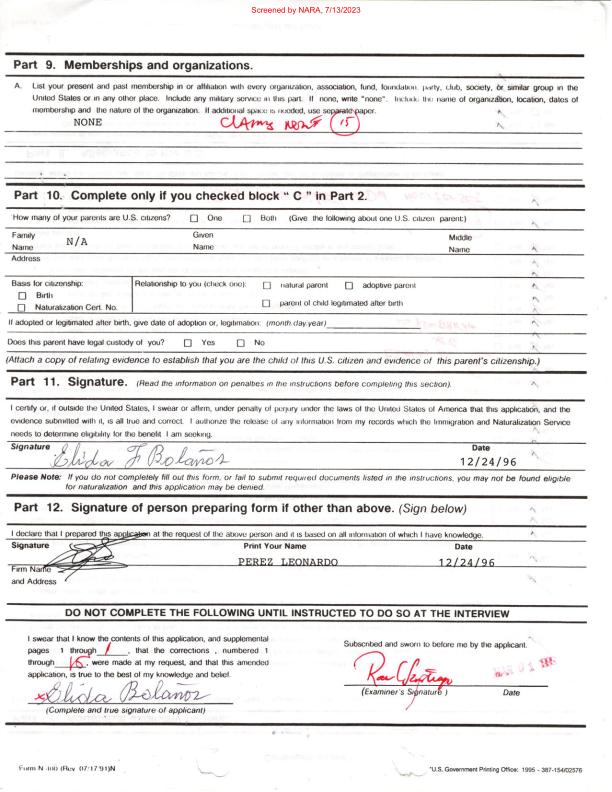 Screened by NARA, 7/13/2023
Part 9. Memberships and organizations.
A. List your present and past membership in or affiliation with every organization, association, fund, foundation, party, club, society, or similar group in the
United States or in any other place. Include any military service in this part. If none, write "none". Include the name of organization, location, dates of
membership and the nature of the organization. If additional space is needed, use separate paper.
NONE 15
Part 10. Complete only if you checked block " C " in Part 2.
How many of your parents are U.S. citizens? One Both (Give the following about one U.S. citizen parent:)
Family Name N/A Given Name Middle Name
Address
Basis for citizenship: Relationship to you (check one): natural parent adoptive parent
Birth
Naturalization Cert. No. parent of child legitimated after birth
If adopted or legitimated after birth, give date of adoption or, legitimation: (month,day,year)
Does this parent have legal custody of you? Yes No
(Attach a copy of relating evidence to establish that you are the child of this U.S. citizen and evidence of this parent's citizenship.)
Part 11. Signature. (Read the information on penalties in the instructions before completing this section).
I certify or, if outside the United States, I swear or affirm, under penalty of perjury under the laws of the United States of America that this application, and the
evidence submitted with it, is all true and correct. I authorize the release of any information from my records which the Immigration and Naturalization Service
needs to determine eligibility for the benefit I am seeking.
Signature Date
Elida F Bolaños 12/24/96
Please Note: If you do not completely fill out this form, or fail to submit required documents listed in the instructions, you may not be found eligible
for naturalization and this application may be denied.
Part 12. Signature of person preparing form if other than above. (Sign below)
I declare that I prepared this application at the request of the above person and it is based on all information of which I have knowledge.
Signature Print Your Name Date
PEREZ LEONARDO 12/24/96
Firm Name
and Address
DO NOT COMPLETE THE FOLLOWING UNTIL INSTRUCTED TO DO SO AT THE INTERVIEW
I swear that I know the contents of this application, and supplemental
pages 1 through 1, that the corrections, numbered 1
through 15, were made at my request, and that this amended
application, is true to the best of my knowledge and belief.
x Elida Bolaños
(Complete and true signature of applicant)
Subscribed and sworn to before me by the applicant.
(Examiner's Signature) Date
Form N-400 (Rev. 07/17/91)N
*U.S. Government Printing Office: 1995 - 387-154/02576